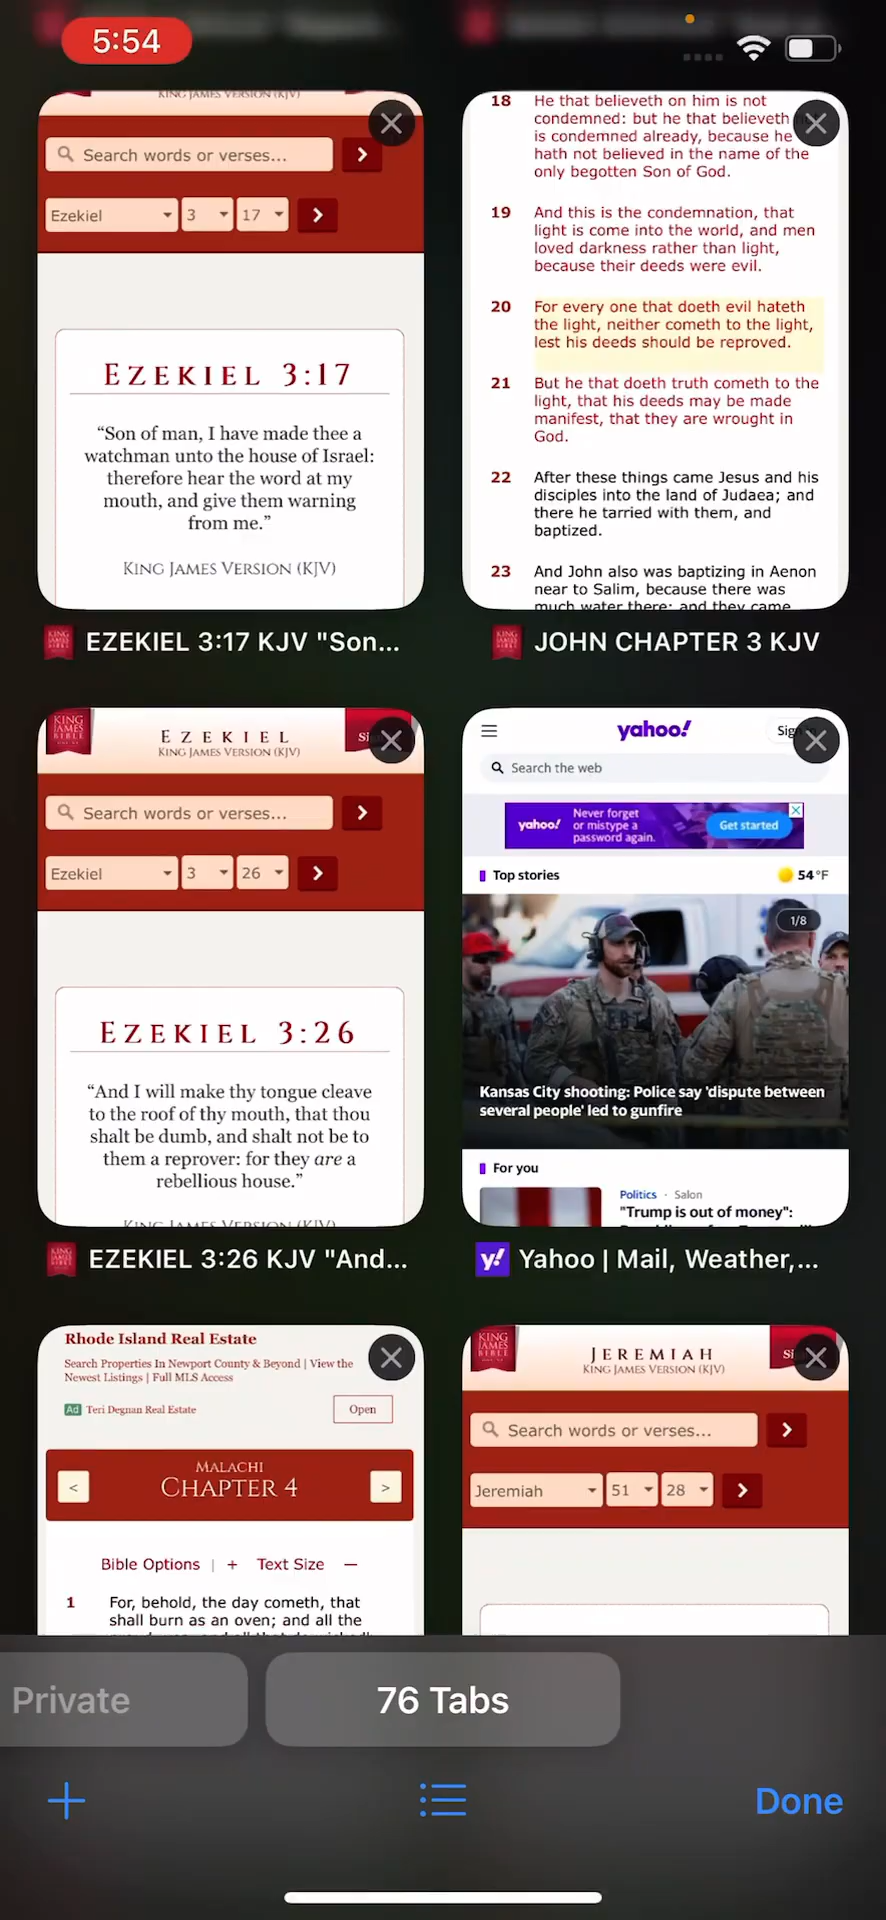 5:54
KING JAMES VERSION (KJV)
Search words or verses...
Ezekiel 3 17
EZEKIEL 3:17
“Son of man, I have made thee a
watchman unto the house of Israel:
therefore hear the word at my
mouth, and give them warning
from me.”
KING JAMES VERSION (KJV)
EZEKIEL 3:17 KJV "Son...
18 He that believeth on him is not
condemned: but he that believeth
is condemned already, because he
hath not believed in the name of the
only begotten Son of God.
19 And this is the condemnation, that
light is come into the world, and men
loved darkness rather than light,
because their deeds were evil.
20 For every one that doeth evil hateth
the light, neither cometh to the light,
lest his deeds should be reproved.
21 But he that doeth truth cometh to the
light, that his deeds may be made
manifest, that they are wrought in
God.
22 After these things came Jesus and his
disciples into the land of Judaea; and
there he tarried with them, and
baptized.
23 And John also was baptizing in Aenon
near to Salim, because there was
much water there: and they came
JOHN CHAPTER 3 KJV
KING
JAMES
BIBLE
EZEKIEL
KING JAMES VERSION (KJV)
Search words or verses...
Ezekiel 3 26
EZEKIEL 3:26
“And I will make thy tongue cleave
to the roof of thy mouth, that thou
shalt be dumb, and shalt not be to
them a reprover: for they are a
rebellious house.”
KING JAMES VERSION (KJV)
EZEKIEL 3:26 KJV "And...
yahoo!
Sig
Search the web
yahoo!
Never forget
or mistype a
password again.
Get started
Top stories
54°F
1/8
Kansas City shooting: Police say 'dispute between
several people' led to gunfire
For you
Politics · Salon
"Trump is out of money":
y! Yahoo | Mail, Weather,...
Rhode Island Real Estate
Search Properties In Newport County & Beyond | View the
Newest Listings | Full MLS Access
Ad Teri Degnan Real Estate
Open
< MALACHI >
CHAPTER 4
Bible Options | + Text Size —
1 For, behold, the day cometh, that
shall burn as an oven; and all the
KING
JAMES
BIBLE
JEREMIAH
KING JAMES VERSION (KJV)
Search words or verses...
Jeremiah 51 28
Private
76 Tabs
Done